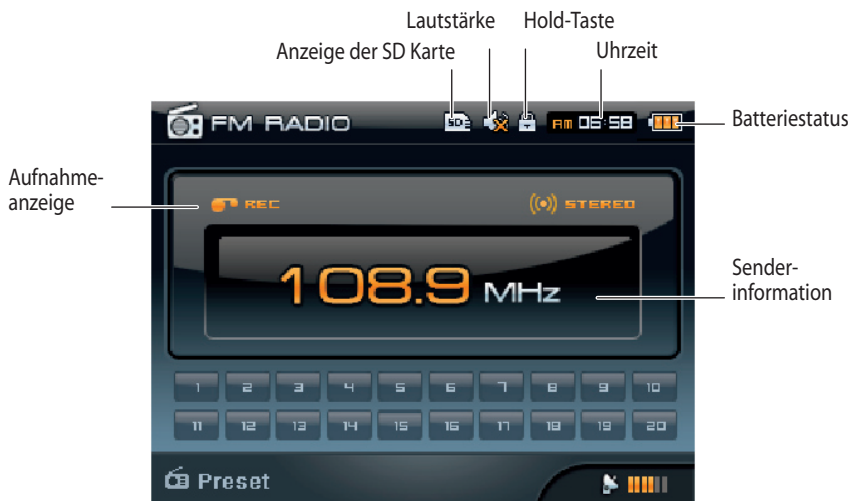 Lautstärke Hold-Taste
Anzeige der SD Karte Uhrzeit
FM RADIO SD AM 06:58
Batteriestatus
Aufnahme-
anzeige
REC STEREO
108.9 MHz
Sender-
information
1 2 3 4 5 6 7 8 9 10
11 12 13 14 15 16 17 18 19 20
Preset